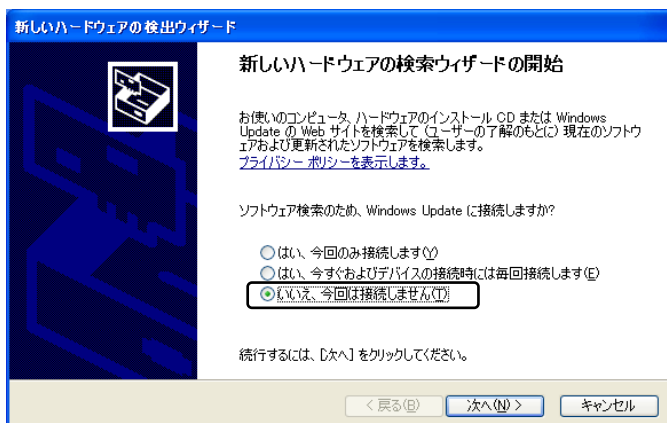 新しいハードウェアの検出ウィザード
新しいハードウェアの検索ウィザードの開始
お使いのコンピュータ、ハードウェアのインストール CD または Windows
Update の Web サイトを検索して (ユーザーの了解のもとに) 現在のソフトウ
ェアおよび更新されたソフトウェアを検索します。
プライバシー ポリシーを表示します。
ソフトウェア検索のため、Windows Update に接続しますか?
はい、今回のみ接続します(Y)
はい、今すぐおよびデバイスの接続時には毎回接続します(E)
いいえ、今回は接続しません(T)
続行するには、[次へ] をクリックしてください。
< 戻る(B) 次へ(N) > キャンセル